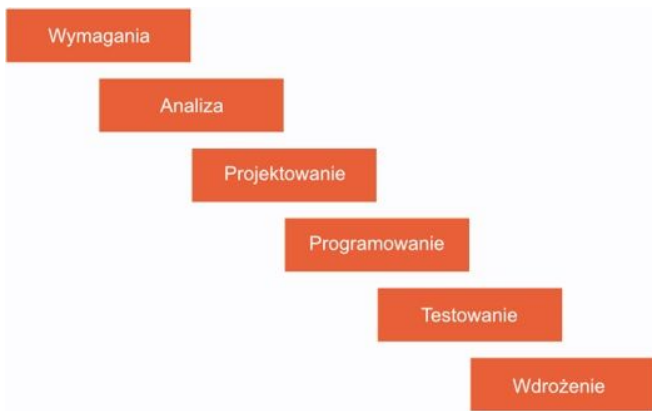 Wymagania
Analiza
Projektowanie
Programowanie
Testowanie
Wdrożenie